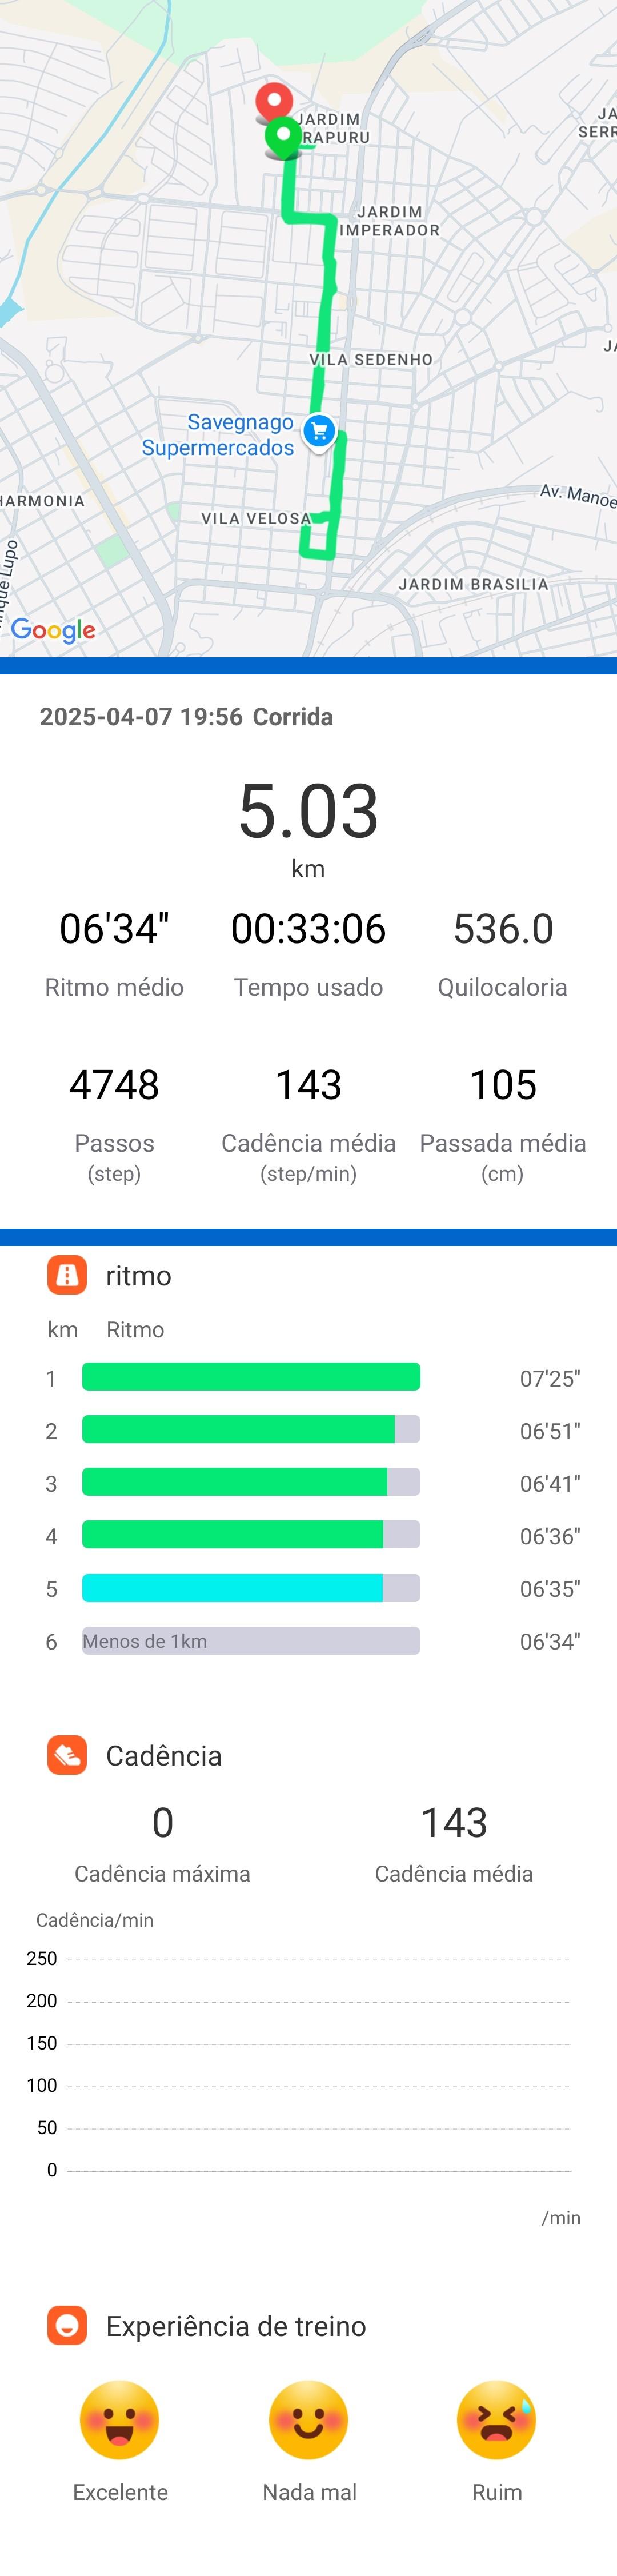 JARDIM
RAPURU
JA
SERR
JARDIM
IMPERADOR
VILA SEDENHO
JA
Savegnago
Supermercados
HARMONIA
Av. Manoe
VILA VELOSA
nque Lupo
JARDIM BRASILIA
Google
2025-04-07 19:56 Corrida
5.03
km
06'34" 00:33:06 536.0
Ritmo médio Tempo usado Quilocaloria
4748 143 105
Passos Cadência média Passada média
(step) (step/min) (cm)
ritmo
km Ritmo
1 07'25"
2 06'51"
3 06'41"
4 06'36"
5 06'35"
6 Menos de 1km 06'34"
Cadência
0 143
Cadência máxima Cadência média
Cadência/min
250
200
150
100
50
0
/min
Experiência de treino
Excelente Nada mal Ruim